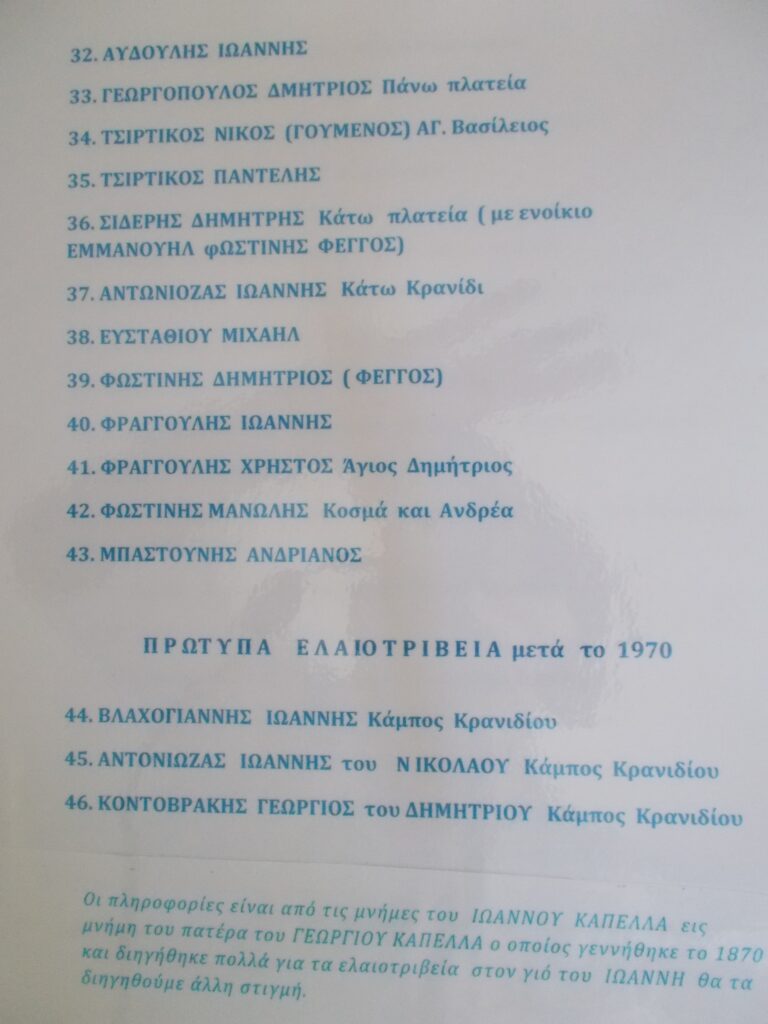 32. ΑΥΔΟΥΛΗΣ ΙΩΑΝΝΗΣ
33. ΓΕΩΡΓΟΠΟΥΛΟΣ ΔΜΗΤΡΙΟΣ Πάνω πλατεία
34. ΤΣΙΡΤΙΚΟΣ ΝΙΚΟΣ (ΓΟΥΜΕΝΟΣ) ΑΓ. Βασίλειος
35. ΤΣΙΡΤΙΚΟΣ ΠΑΝΤΕΛΗΣ
36. ΣΙΔΕΡΗΣ ΔΗΜΗΤΡΗΣ Κάτω πλατεία ( με ενοίκιο
ΕΜΜΑΝΟΥΗΛ φΩΣΤΙΝΗΣ ΦΕΓΓΟΣ)
37. ΑΝΤΩΝΙΟΖΑΣ ΙΩΑΝΝΗΣ Κάτω Κρανίδι
38. ΕΥΣΤΑΘΙΟΥ ΜΙΧΑΗΛ
39. ΦΩΣΤΙΝΗΣ ΔΗΜΗΤΡΙΟΣ ( ΦΕΓΓΟΣ)
40. ΦΡΑΓΓΟΥΛΗΣ ΙΩΑΝΝΗΣ
41. ΦΡΑΓΓΟΥΛΗΣ ΧΡΗΣΤΟΣ Άγιος Δημήτριος
42. ΦΩΣΤΙΝΗΣ ΜΑΝΩΛΗΣ Κοσμά και Ανδρέα
43. ΜΠΑΣΤΟΥΝΗΣ ΑΝΔΡΙΑΝΟΣ
ΠΡΩΤΥΠΑ ΕΛΑΙΟΤΡΙΒΕΙΑ μετά το 1970
44. ΒΛΑΧΟΓΙΑΝΝΗΣ ΙΩΑΝΝΗΣ Κάμπος Κρανιδίου
45. ΑΝΤΟΝΙΩΖΑΣ ΙΩΑΝΝΗΣ του Ν ΙΚΟΛΑΟΥ Κάμπος Κρανιδίου
46. ΚΟΝΤΟΒΡΑΚΗΣ ΓΕΩΡΓΙΟΣ του ΔΗΜΗΤΡΙΟΥ Κάμπος Κρανιδίου
Οι πληροφορίες είναι από τις μνήμες του ΙΩΑΝΝΟΥ ΚΑΠΕΛΛΑ εις
μνήμη του πατέρα του ΓΕΩΡΓΙΟΥ ΚΑΠΕΛΛΑ ο οποίος γεννήθηκε το 1870
και διηγήθηκε πολλά για τα ελαιοτριβεία στον γιό του ΙΩΑΝΝΗ θα τα
διηγηθούμε άλλη στιγμή.